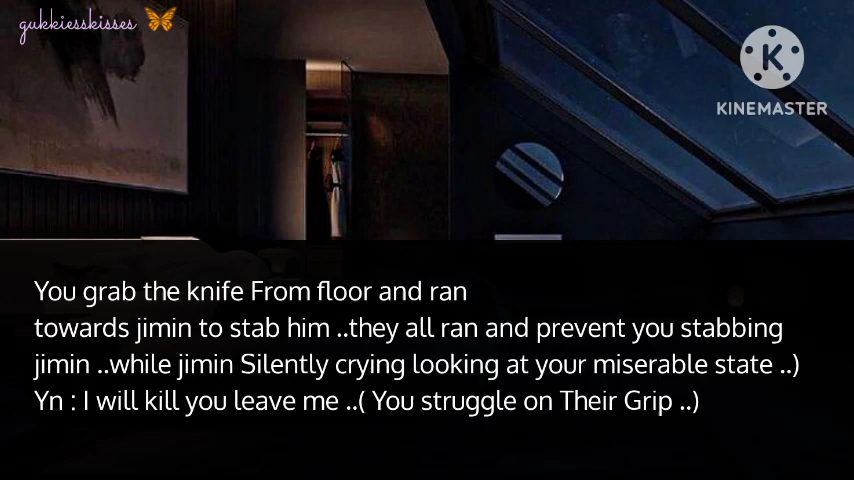 gukkiesskisses 🦋
KINEMASTER
You grab the knife From floor and ran
towards jimin to stab him ..they all ran and prevent you stabbing
jimin ..while jimin Silently crying looking at your miserable state ..)
Yn : I will kill you leave me ..( You struggle on Their Grip ..)